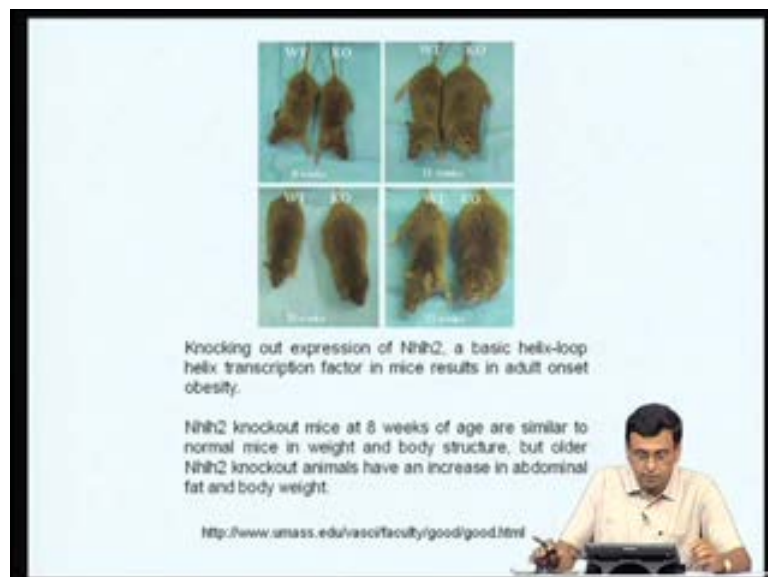 WT KO
WT KO
8 weeks
WT KO
WT KO
Knocking out expression of Nhlh2, a basic helix-loop
helix transcription factor in mice results in adult onset
obesity.
Nhlh2 knockout mice at 8 weeks of age are similar to
normal mice in weight and body structure, but older
Nhlh2 knockout animals have an increase in abdominal
fat and body weight.
http://www.umass.edu/vasci/faculty/good/good.html